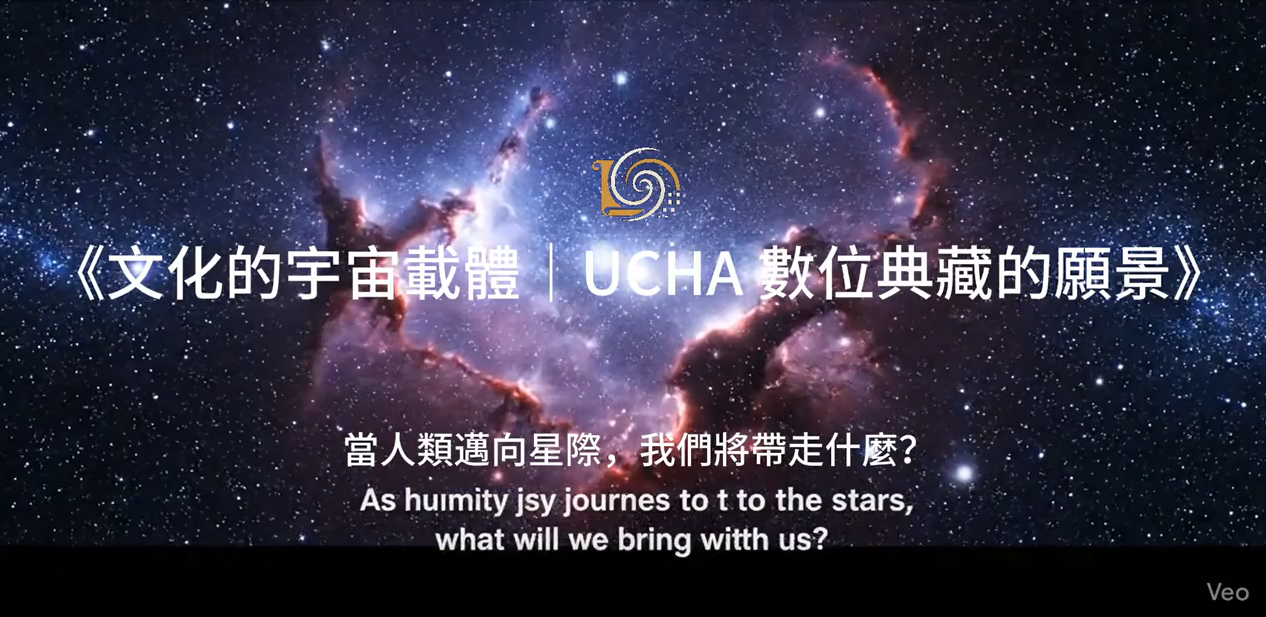 《文化的宇宙載體｜UCHA 數位典藏的願景》
當人類邁向星際，我們將帶走什麼？
As huımity jsy journes to t to the stars,
what will we bring witth us?
Veo